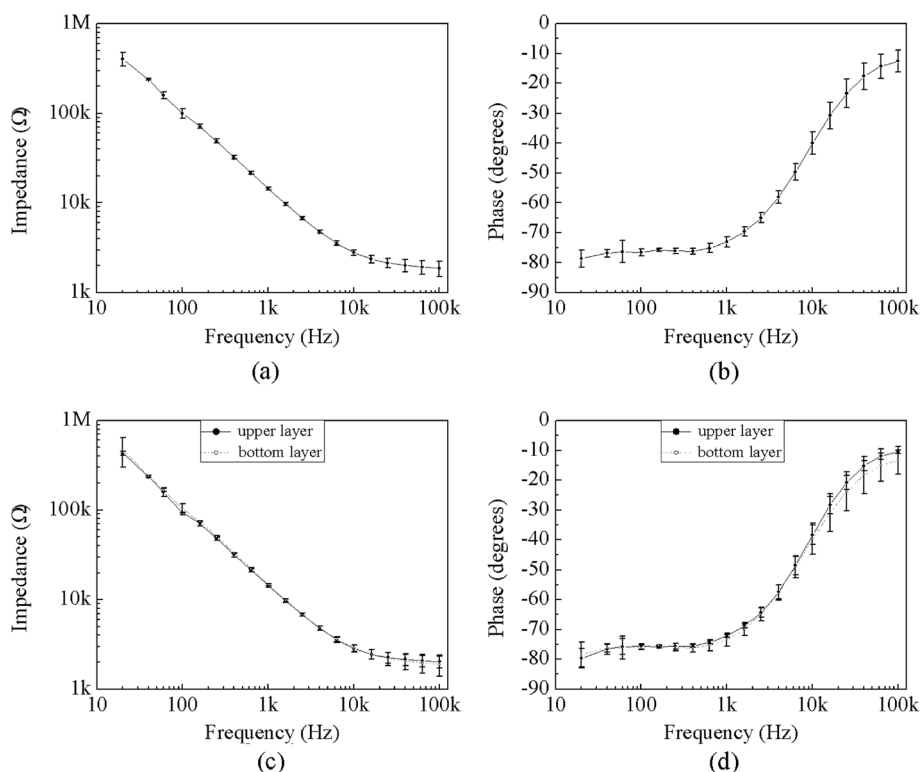 1M
100k
10k
1k
Impedance (Ω)
10 100 1k 10k 100k
Frequency (Hz)
(a)
0
-10
-20
-30
-40
-50
-60
-70
-80
-90
Phase (degrees)
10 100 1k 10k 100k
Frequency (Hz)
(b)
1M
100k
10k
1k
Impedance (Ω)
upper layer
bottom layer
10 100 1k 10k 100k
Frequency (Hz)
(c)
0
-10
-20
-30
-40
-50
-60
-70
-80
-90
Phase (degrees)
upper layer
bottom layer
10 100 1k 10k 100k
Frequency (Hz)
(d)